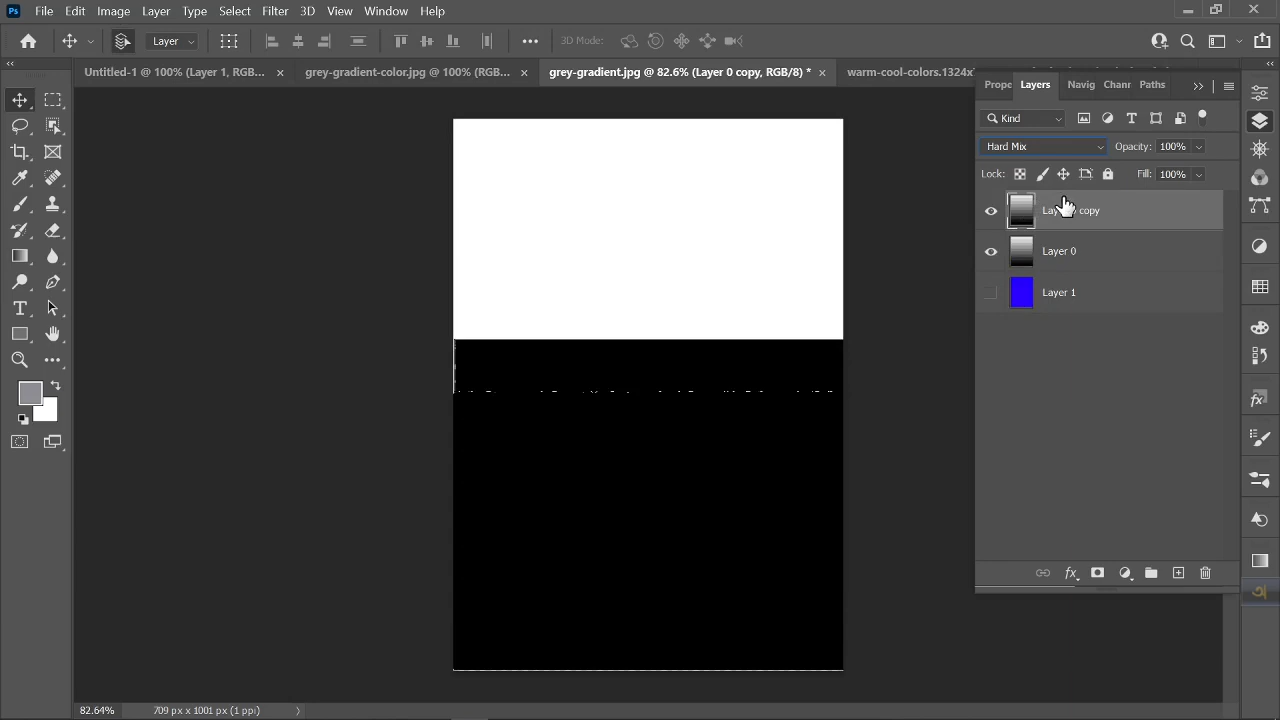 Ps File Edit Image Layer Type Select Filter 3D View Window Help
Layer 3D Mode:
Untitled-1 @ 100% (Layer 1, RGB... × grey-gradient-color.jpg @ 100% (RGB... × grey-gradient.jpg @ 82.6% (Layer 0 copy, RGB/8) * × warm-cool-colors.1324x
Prope Layers Navig Chanr Paths
Kind
Hard Mix Opacity: 100%
Lock: Fill: 100%
copy
Layer 0
Layer 1
fx
82.64% 709 px x 1001 px (1 ppi)